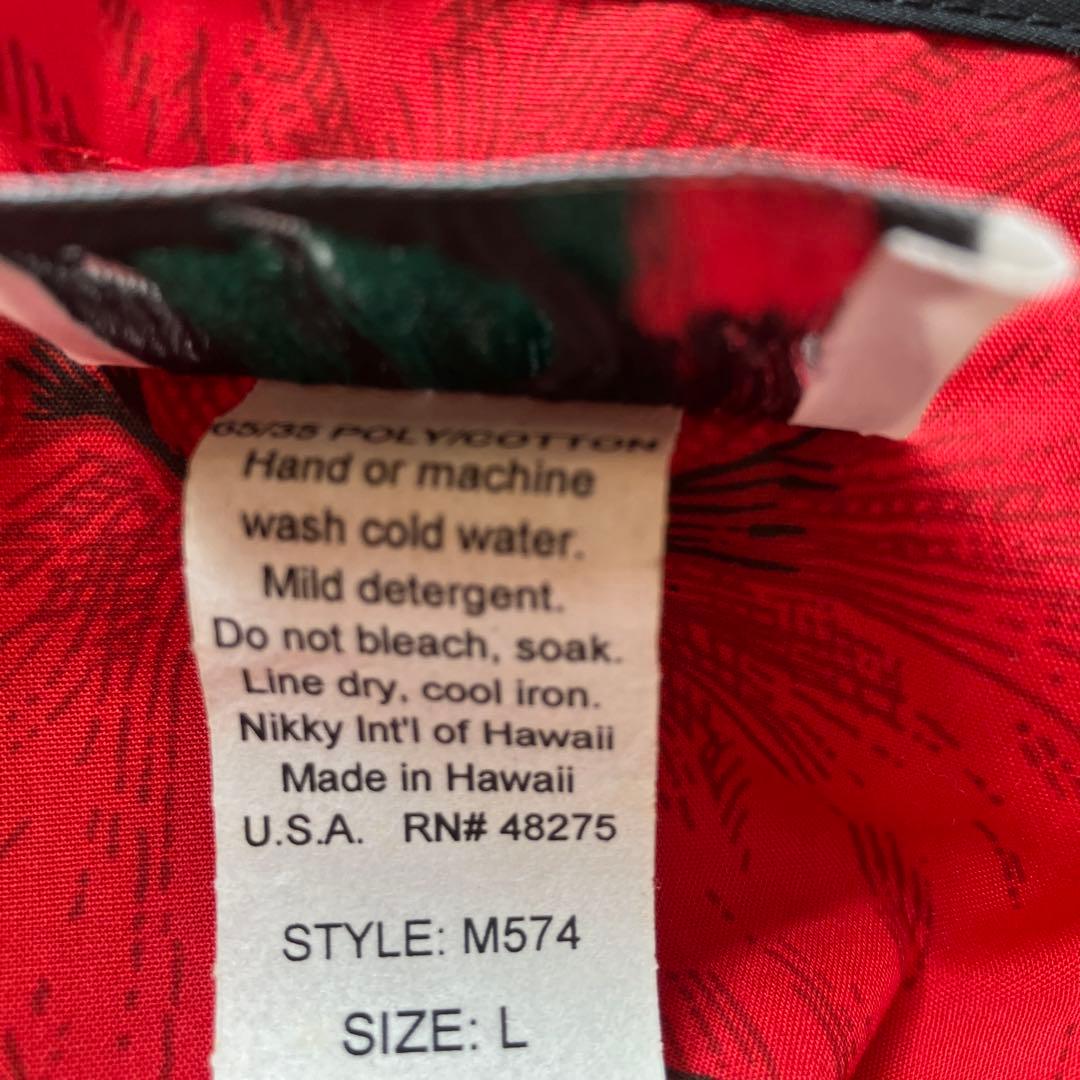 65/35 POLY/COTTON
Hand or machine
wash cold water.
Mild detergent.
Do not bleach, soak.
Line dry, cool iron.
Nikky Int'l of Hawaii
Made in Hawaii
U.S.A. RN# 48275
STYLE: M574
SIZE: L